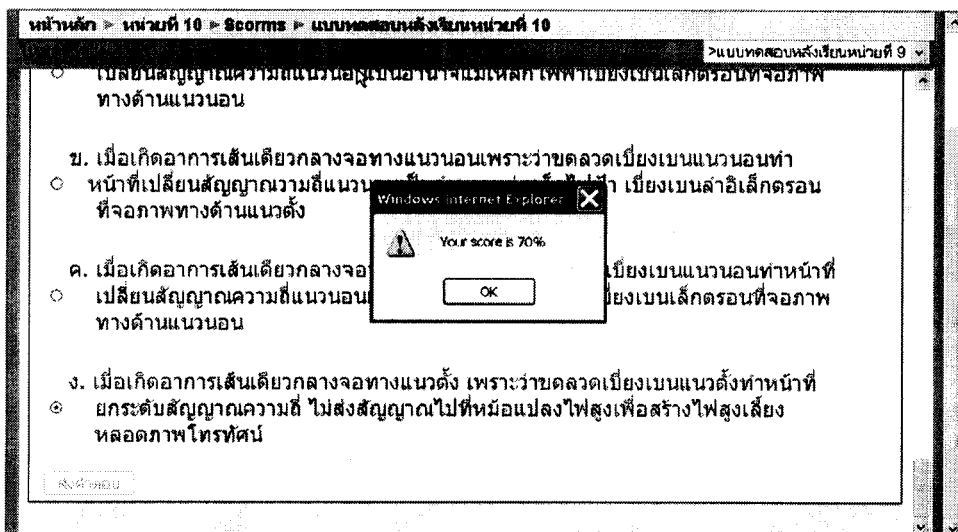 หน้าหลัก ► หน่วยที่ 10 ► Scorms ► แบบทดสอบหลังเรียนหน่วยที่ 10
>แบบทดสอบหลังเรียนหน่วยที่ 9
เปลี่ยนสัญญาณความถี่แนวนอน
ทางด้านแนวนอน
ข. เมื่อเกิดอาการเส้นเดียวกลางจอทางแนวนอนเพราะว่าขดลวดเบี่ยงเบนแนวนอนทำ
หน้าที่เปลี่ยนสัญญาณวามถี่แนวนอน เบี่ยงเบนลำอิเล็กตรอน
ที่จอภาพทางด้านแนวตั้ง
Windows Internet Explorer
Your score is 70%
OK
ค. เมื่อเกิดอาการเส้นเดียวกลางจอ เบี่ยงเบนแนวนอนทำหน้าที่
เปลี่ยนสัญญาณความถี่แนวนอน เบี่ยงเบนเล็กตรอนที่จอภาพ
ทางด้านแนวนอน
ง. เมื่อเกิดอาการเส้นเดียวกลางจอทางแนวตั้ง เพราะว่าขดลวดเบี่ยงเบนแนวตั้งทำหน้าที่
ยกระดับสัญญาณความถี่ ไม่ส่งสัญญาณไปที่หม้อแปลงไฟสูงเพื่อสร้างไฟสูงเลี้ยง
หลอดภาพโทรทัศน์
ส่งคำตอบ